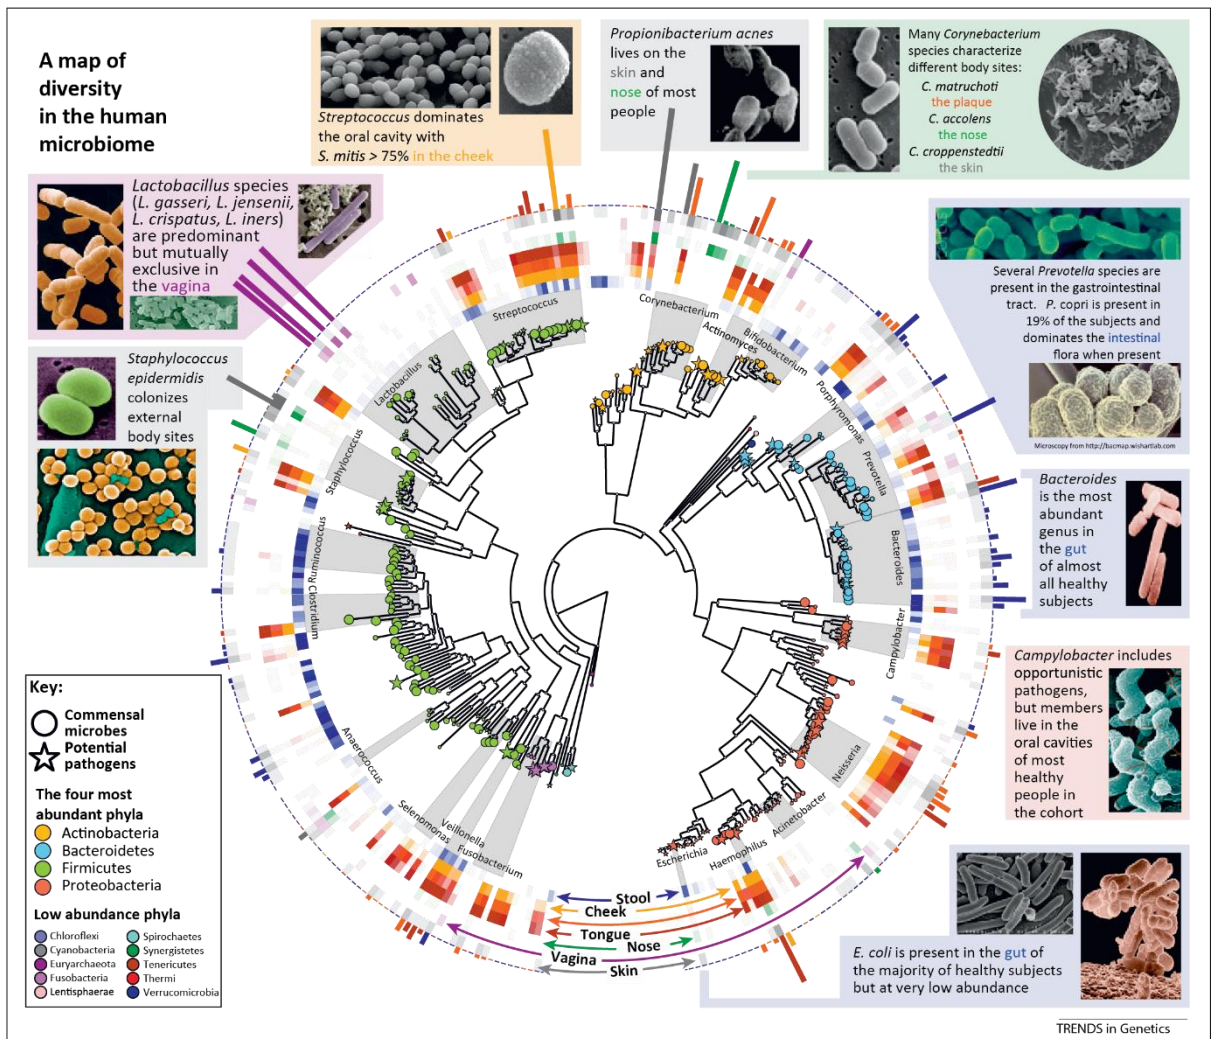 A map of
diversity
in the human
microbiome
Streptococcus dominates
the oral cavity with
S. mitis > 75% in the cheek
Propionibacterium acnes
lives on the
skin and
nose of most
people
Many Corynebacterium
species characterize
different body sites:
C. matruchoti
the plaque
C. accolens
the nose
C. croppenstedtii
the skin
Lactobacillus species
(L. gasseri, L. jensenii,
L. crispatus, L. iners)
are predominant
but mutually
exclusive in
the vagina
Several Prevotella species are
present in the gastrointestinal
tract. P. copri is present in
19% of the subjects and
dominates the intestinal
flora when present
Microscopy from http://bacmap.wishartlab.com
Staphylococcus
epidermidis
colonizes
external
body sites
Bacteroides
is the most
abundant
genus in
the gut
of almost
all healthy
subjects
Campylobacter includes
opportunistic
pathogens,
but members
live in the
oral cavities
of most
healthy
people in
the cohort
E. coli is present in the gut of
the majority of healthy subjects
but at very low abundance
Streptococcus
Corynebacterium
Actinomyces
Bifidobacterium
Porphyromonas
Prevotella
Bacteroides
Campylobacter
Neisseria
Acinetobacter
Haemophilus
Escherichia
Fusobacterium
Veillonella
Selenomonas
Anaerococcus
Clostridium
Ruminococcus
Staphylococcus
Lactobacillus
Stool
Cheek
Tongue
Nose
Vagina
Skin
Key:
Commensal
microbes
Potential
pathogens
The four most
abundant phyla
Actinobacteria
Bacteroidetes
Firmicutes
Proteobacteria
Low abundance phyla
Chloroflexi
Cyanobacteria
Euryarchaeota
Fusobacteria
Lentisphaerae
Spirochaetes
Synergistetes
Tenericutes
Thermi
Verrucomicrobia
TRENDS in Genetics